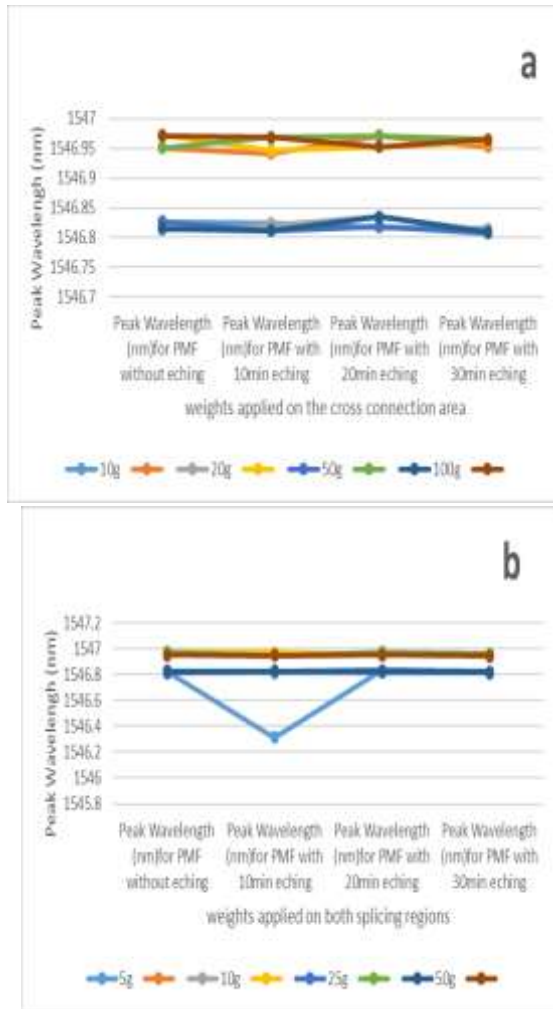 a
Peak Wavelengh (nm)
1547
1546.95
1546.9
1546.85
1546.8
1546.75
1546.7
Peak Wavelength Peak Wavelength Peak Wavelength Peak Wavelength
(nm)for PMF (nm)for PMF with (nm)for PMF with (nm)for PMF with
without eching 10min eching 20min eching 30min eching
weights applied on the cross connection area
10g 20g 50g 100g
b
Peak Wavelengh (nm)
1547.2
1547
1546.8
1546.6
1546.4
1546.2
1546
1545.8
Peak Wavelength Peak Wavelength Peak Wavelength Peak Wavelength
(nm)for PMF (nm)for PMF with (nm)for PMF with (nm)for PMF with
without eching 10min eching 20min eching 30min eching
weights applied on both splicing regions
5g 10g 25g 50g